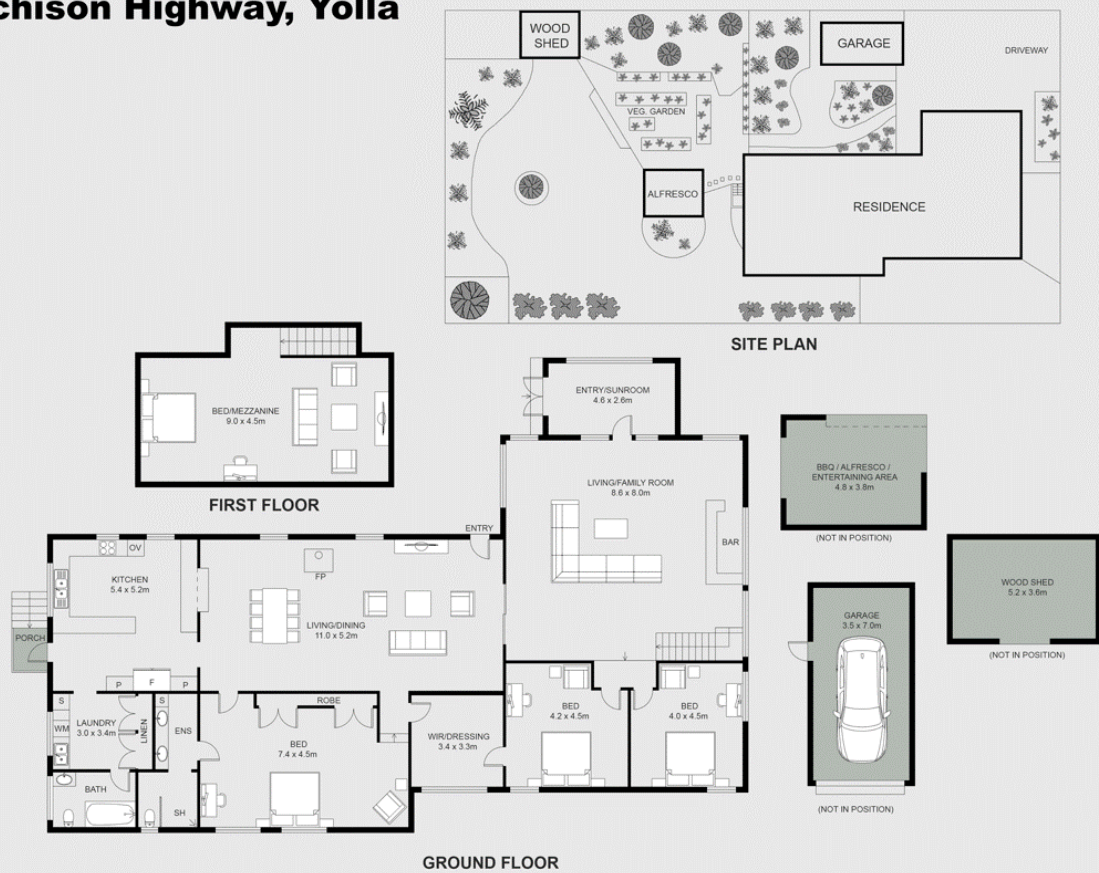 chison Highway, Yolla
WOOD
SHED
GARAGE
DRIVEWAY
VEG. GARDEN
ALFRESCO
RESIDENCE
SITE PLAN
BED/MEZZANINE
9.0 x 4.5m
FIRST FLOOR
ENTRY/SUNROOM
4.6 x 2.6m
LIVING/FAMILY ROOM
8.6 x 8.0m
BAR
BBQ / ALFRESCO /
ENTERTAINING AREA
4.8 x 3.8m
(NOT IN POSITION)
WOOD SHED
5.2 x 3.6m
(NOT IN POSITION)
GARAGE
3.5 x 7.0m
(NOT IN POSITION)
ENTRY
OV
KITCHEN
5.4 x 5.2m
FP
LIVING/DINING
11.0 x 5.2m
PORCH
P
F
P
S
WM
LAUNDRY
3.0 x 3.4m
LINEN
S
ENS
BATH
SH
ROBE
BED
7.4 x 4.5m
WIR/DRESSING
3.4 x 3.3m
BED
4.2 x 4.5m
BED
4.0 x 4.5m
GROUND FLOOR